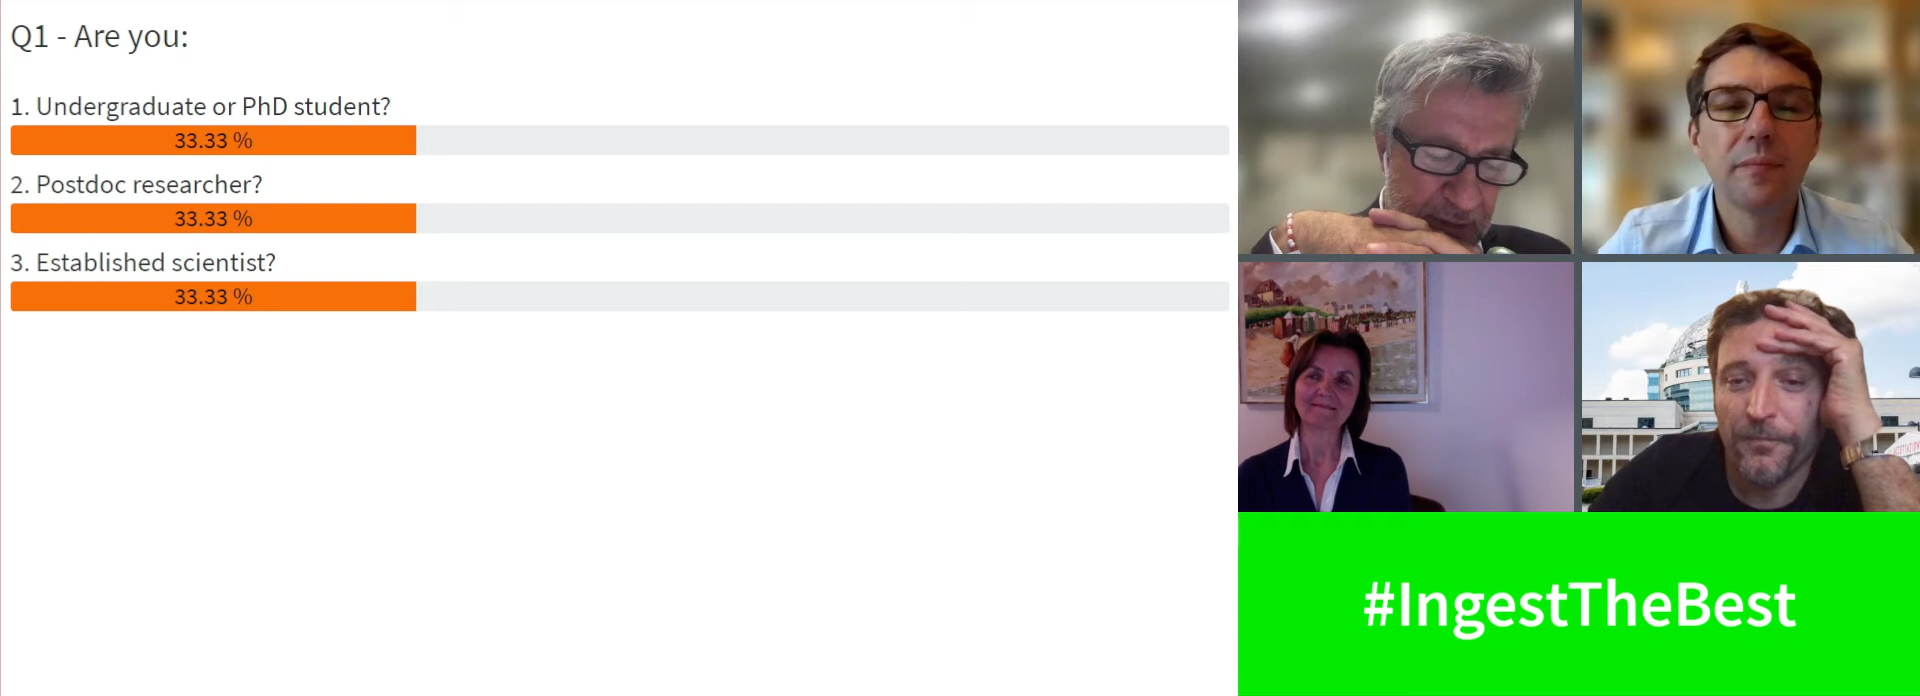 Q1 - Are you:
1. Undergraduate or PhD student?
33.33 %
2. Postdoc researcher?
33.33 %
3. Established scientist?
33.33 %
#IngestTheBest